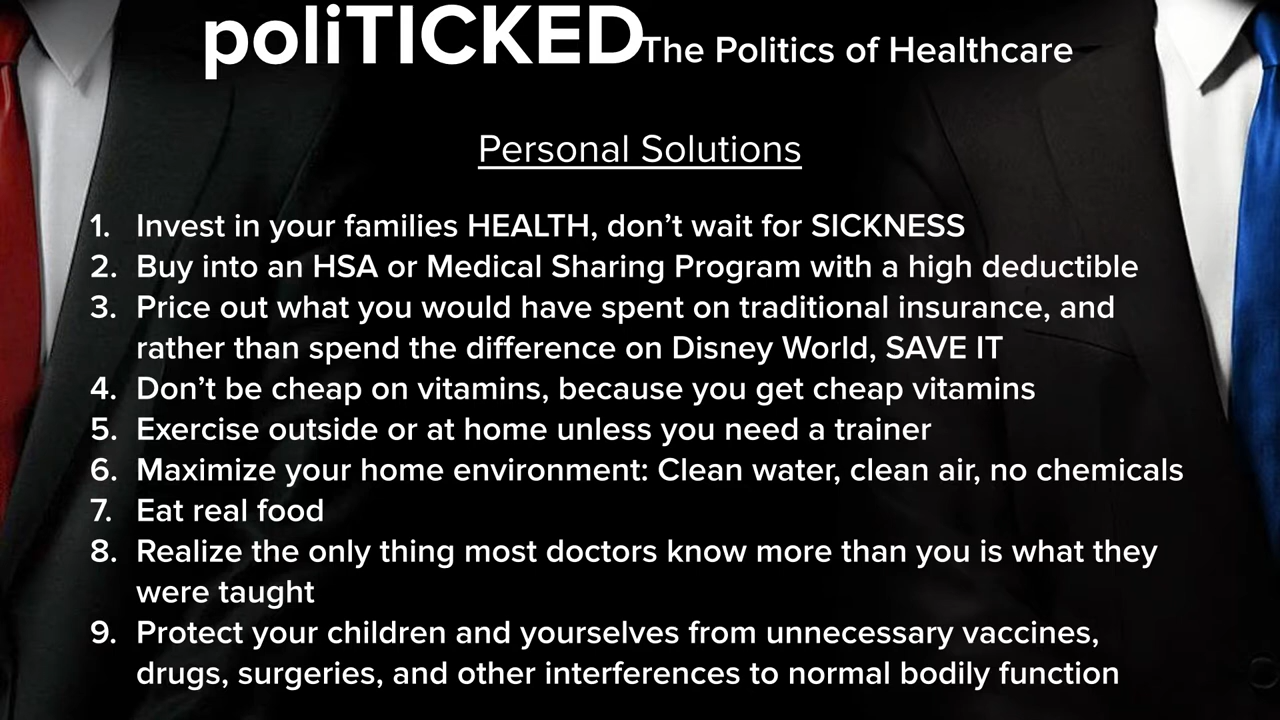 poliTICKED The Politics of Healthcare
Personal Solutions
1. Invest in your families HEALTH, don’t wait for SICKNESS
2. Buy into an HSA or Medical Sharing Program with a high deductible
3. Price out what you would have spent on traditional insurance, and
rather than spend the difference on Disney World, SAVE IT
4. Don’t be cheap on vitamins, because you get cheap vitamins
5. Exercise outside or at home unless you need a trainer
6. Maximize your home environment: Clean water, clean air, no chemicals
7. Eat real food
8. Realize the only thing most doctors know more than you is what they
were taught
9. Protect your children and yourselves from unnecessary vaccines,
drugs, surgeries, and other interferences to normal bodily function